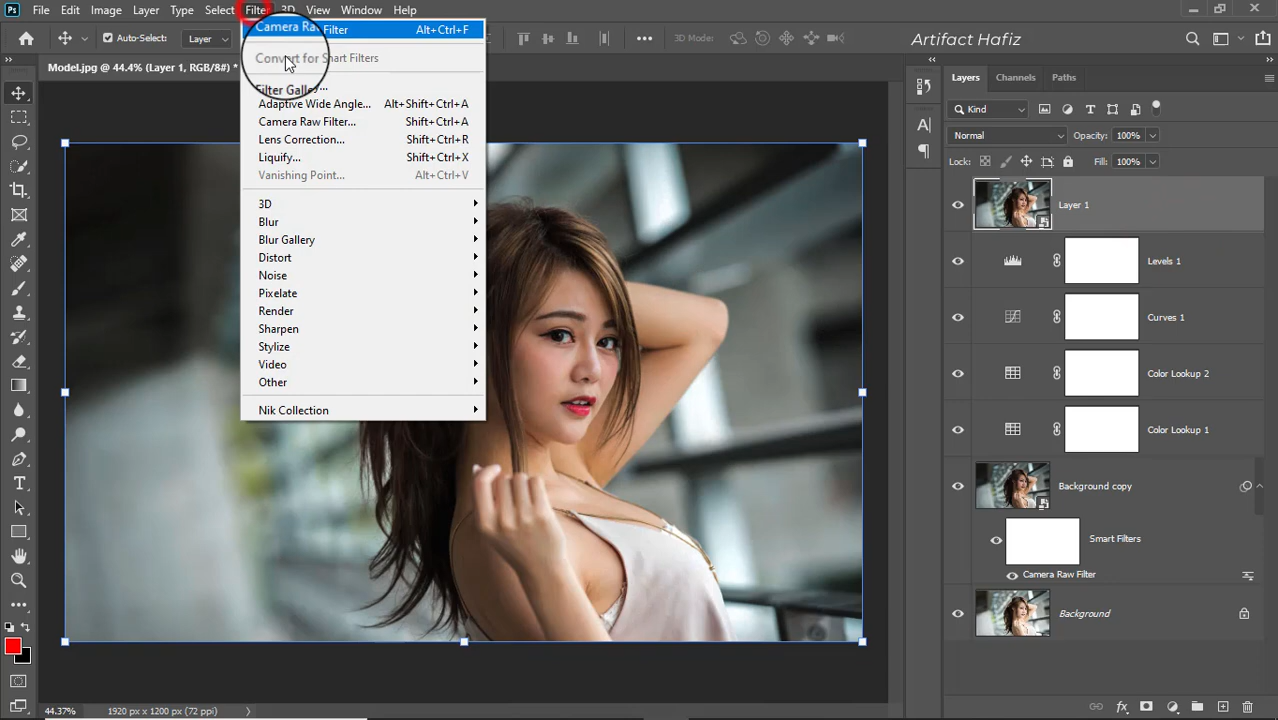 Ps File Edit Image Layer Type Select Filter 3D View Window Help
Auto-Select: Layer 3D Mode: Artifact Hafiz
Model.jpg @ 44.4% (Layer 1, RGB/8#) *
Camera Raw Filter Alt+Ctrl+F
Convert for Smart Filters
Filter Gallery...
Adaptive Wide Angle... Alt+Shift+Ctrl+A
Camera Raw Filter... Shift+Ctrl+A
Lens Correction... Shift+Ctrl+R
Liquify... Shift+Ctrl+X
Vanishing Point... Alt+Ctrl+V
3D
Blur
Blur Gallery
Distort
Noise
Pixelate
Render
Sharpen
Stylize
Video
Other
Nik Collection
Layers Channels Paths
Kind
Normal Opacity: 100%
Lock: Fill: 100%
Layer 1
Levels 1
Curves 1
Color Lookup 2
Color Lookup 1
Background copy
Smart Filters
Camera Raw Filter
Background
44.37% 1920 px x 1200 px (72 ppi)